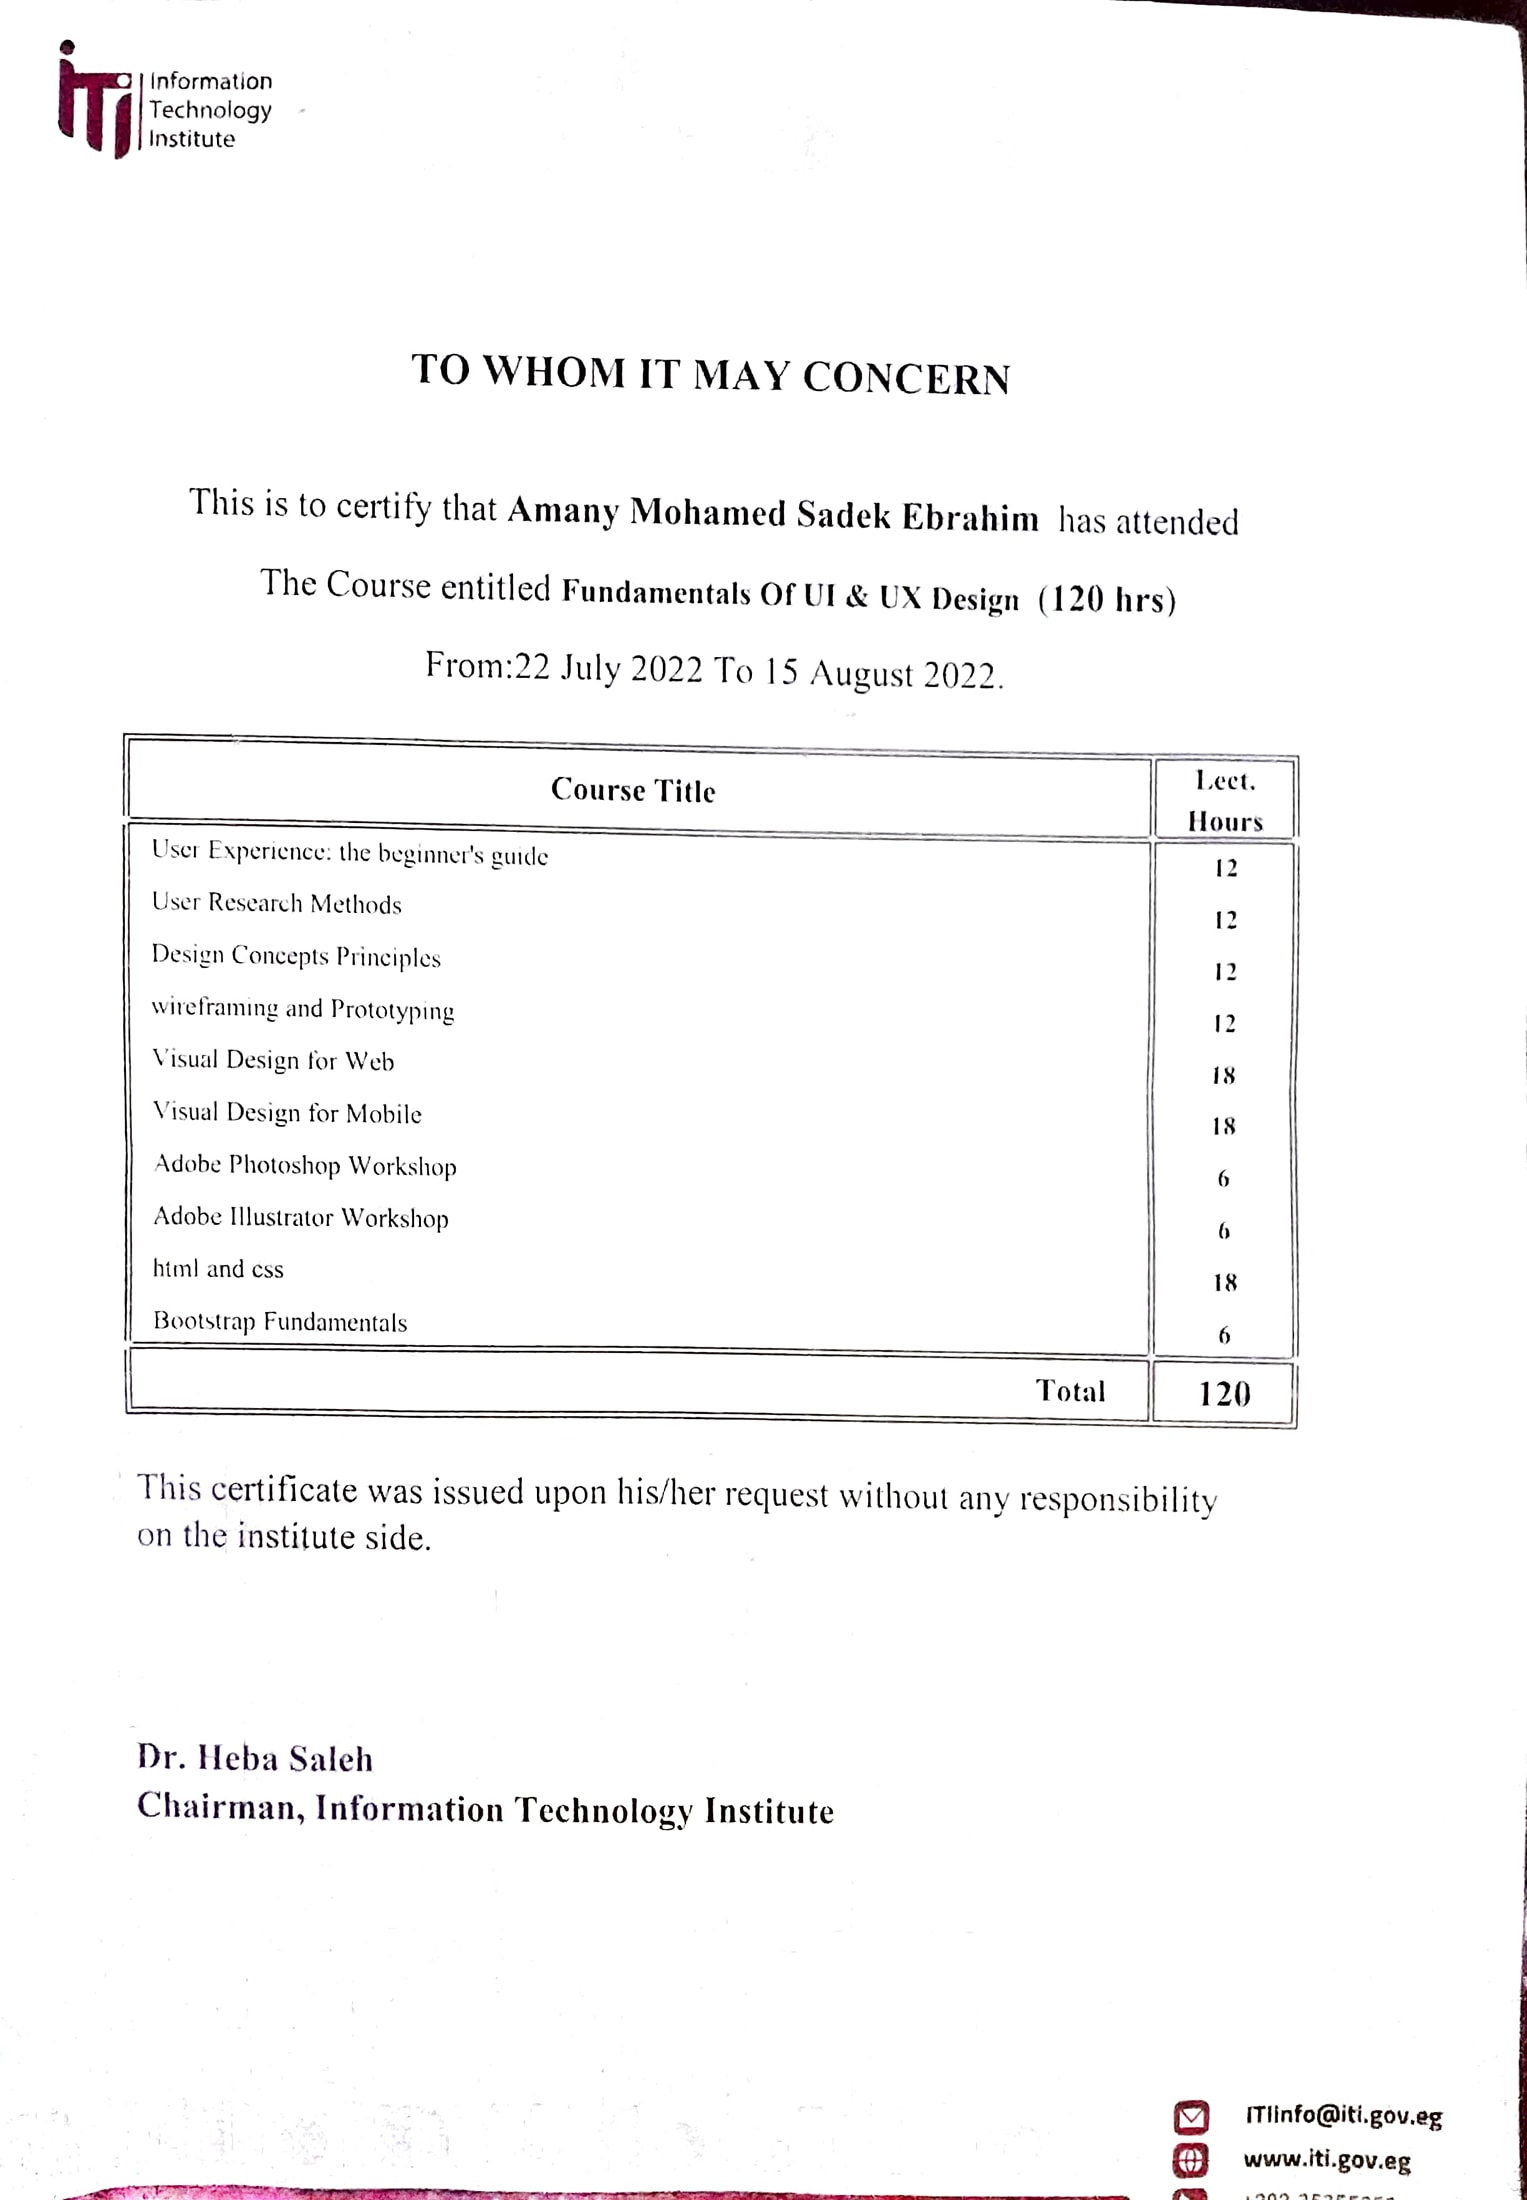 iTi
Information
Technology
Institute
TO WHOM IT MAY CONCERN
This is to certify that Amany Mohamed Sadek Ebrahim has attended
The Course entitled Fundamentals Of UI & UX Design (120 hrs)
From:22 July 2022 To 15 August 2022.
Course Title Lect. Hours
User Experience: the beginner's guide 12
User Research Methods 12
Design Concepts Principles 12
wireframing and Prototyping 12
Visual Design for Web 18
Visual Design for Mobile 18
Adobe Photoshop Workshop 6
Adobe Illustrator Workshop 6
html and css 18
Bootstrap Fundamentals 6
Total 120
This certificate was issued upon his/her request without any responsibility
on the institute side.
Dr. Heba Saleh
Chairman, Information Technology Institute
ITIinfo@iti.gov.eg
www.iti.gov.eg